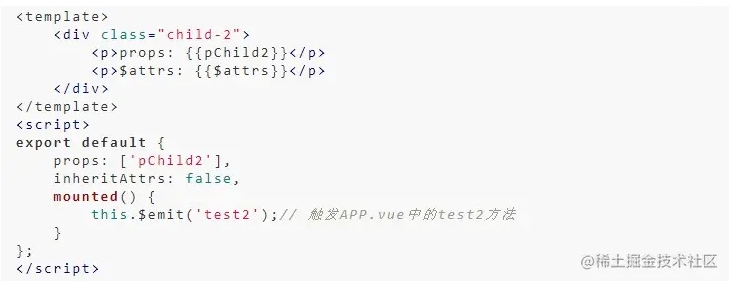 <template>
    <div class="child-2">
        <p>props: {{pChild2}}</p>
        <p>$attrs: {{$attrs}}</p>
    </div>
</template>
<script>
export default {
    props: ['pChild2'],
    inheritAttrs: false,
    mounted() {
        this.$emit('test2');// 触发APP.vue中的test2方法
    }
};
</script>
@稀土掘金技术社区